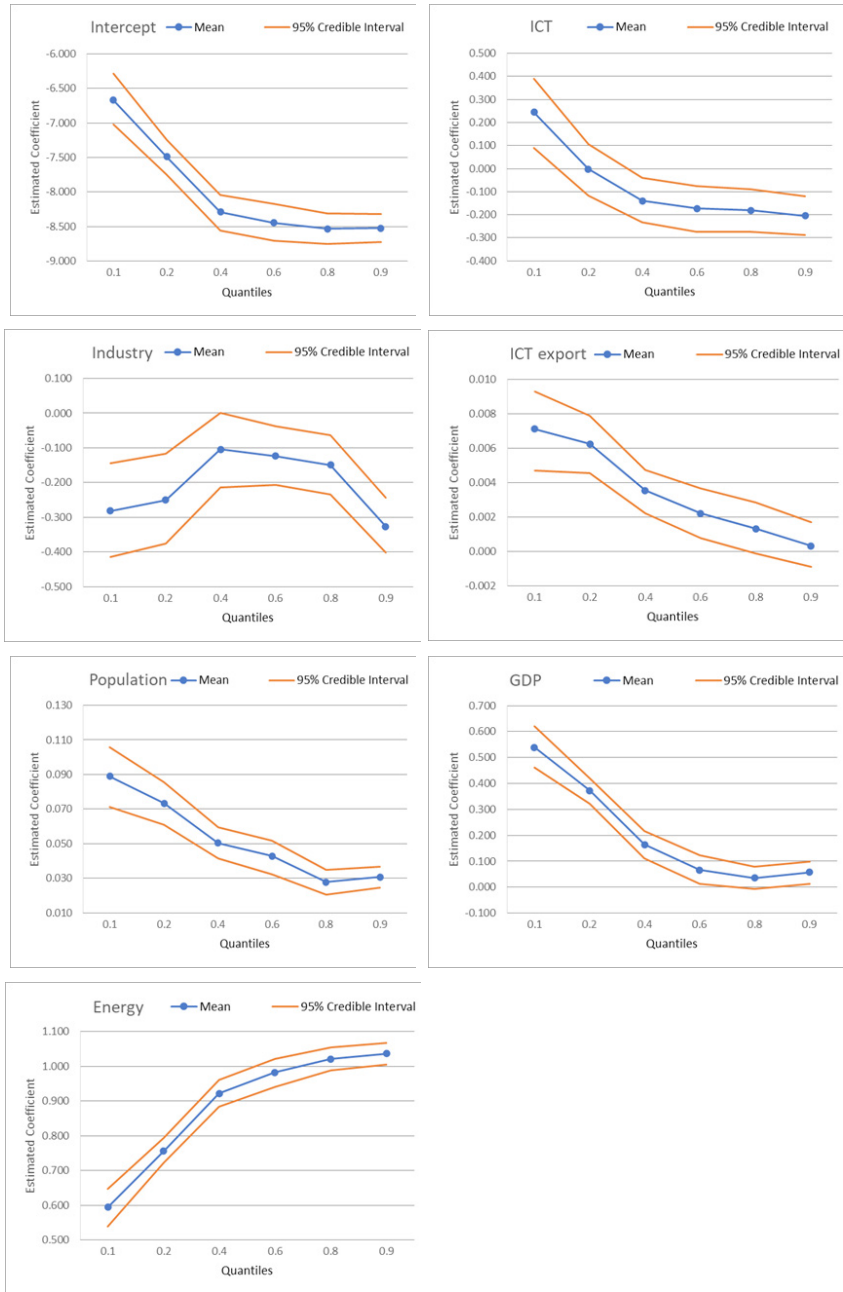 Intercept Mean 95% Credible Interval
-6.000
-6.500
-7.000
-7.500
-8.000
-8.500
-9.000
Estimated Coefficient
0.1 0.2 0.4 0.6 0.8 0.9
Quantiles
ICT Mean 95% Credible Interval
0.500
0.400
0.300
0.200
0.100
0.000
-0.100
-0.200
-0.300
-0.400
Estimated Coefficient
0.1 0.2 0.4 0.6 0.8 0.9
Quantiles
Industry Mean 95% Credible Interval
0.100
0.000
-0.100
-0.200
-0.300
-0.400
-0.500
Estimated Coefficient
0.1 0.2 0.4 0.6 0.8 0.9
Quantiles
ICT export Mean 95% Credible Interval
0.010
0.008
0.006
0.004
0.002
0.000
-0.002
Estimated Coefficient
0.1 0.2 0.4 0.6 0.8 0.9
Quantiles
Population Mean 95% Credible Interval
0.130
0.110
0.090
0.070
0.050
0.030
0.010
Estimated Coefficient
0.1 0.2 0.4 0.6 0.8 0.9
Quantiles
GDP Mean 95% Credible Interval
0.700
0.600
0.500
0.400
0.300
0.200
0.100
0.000
-0.100
Estimated Coefficient
0.1 0.2 0.4 0.6 0.8 0.9
Quantiles
Energy Mean 95% Credible Interval
1.100
1.000
0.900
0.800
0.700
0.600
0.500
Estimated Coefficient
0.1 0.2 0.4 0.6 0.8 0.9
Quantiles